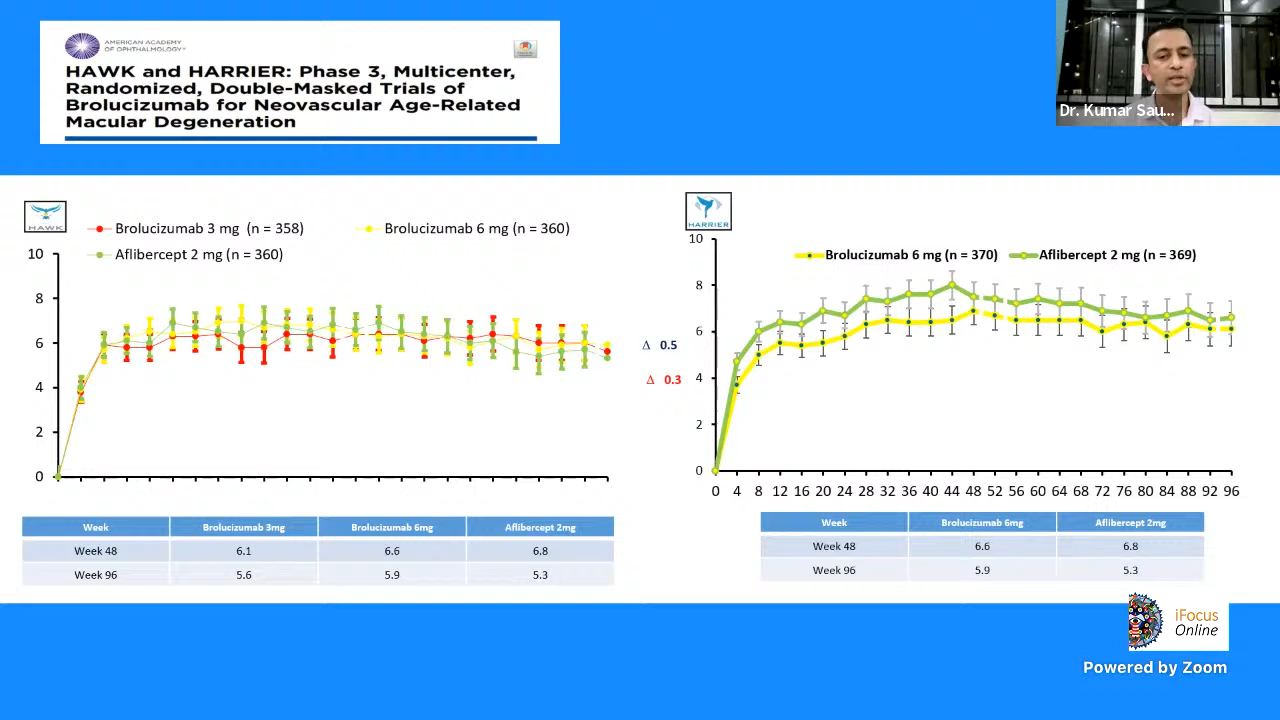 AMERICAN ACADEMY
OF OPHTHALMOLOGY
HAWK and HARRIER: Phase 3, Multicenter,
Randomized, Double-Masked Trials of
Brolucizumab for Neovascular Age-Related
Macular Degeneration
Dr. Kumar Sau...
HAWK
Brolucizumab 3 mg (n = 358)
Brolucizumab 6 mg (n = 360)
Aflibercept 2 mg (n = 360)
10
8
6
4
2
0
Δ 0.5
Δ 0.3
Week Brolucizumab 3mg Brolucizumab 6mg Aflibercept 2mg
Week 48 6.1 6.6 6.8
Week 96 5.6 5.9 5.3
HARRIER
Brolucizumab 6 mg (n = 370)
Aflibercept 2 mg (n = 369)
10
8
6
4
2
0
0 4 8 12 16 20 24 28 32 36 40 44 48 52 56 60 64 68 72 76 80 84 88 92 96
Week Brolucizumab 6mg Aflibercept 2mg
Week 48 6.6 6.8
Week 96 5.9 5.3
iFocus
Online
Powered by Zoom